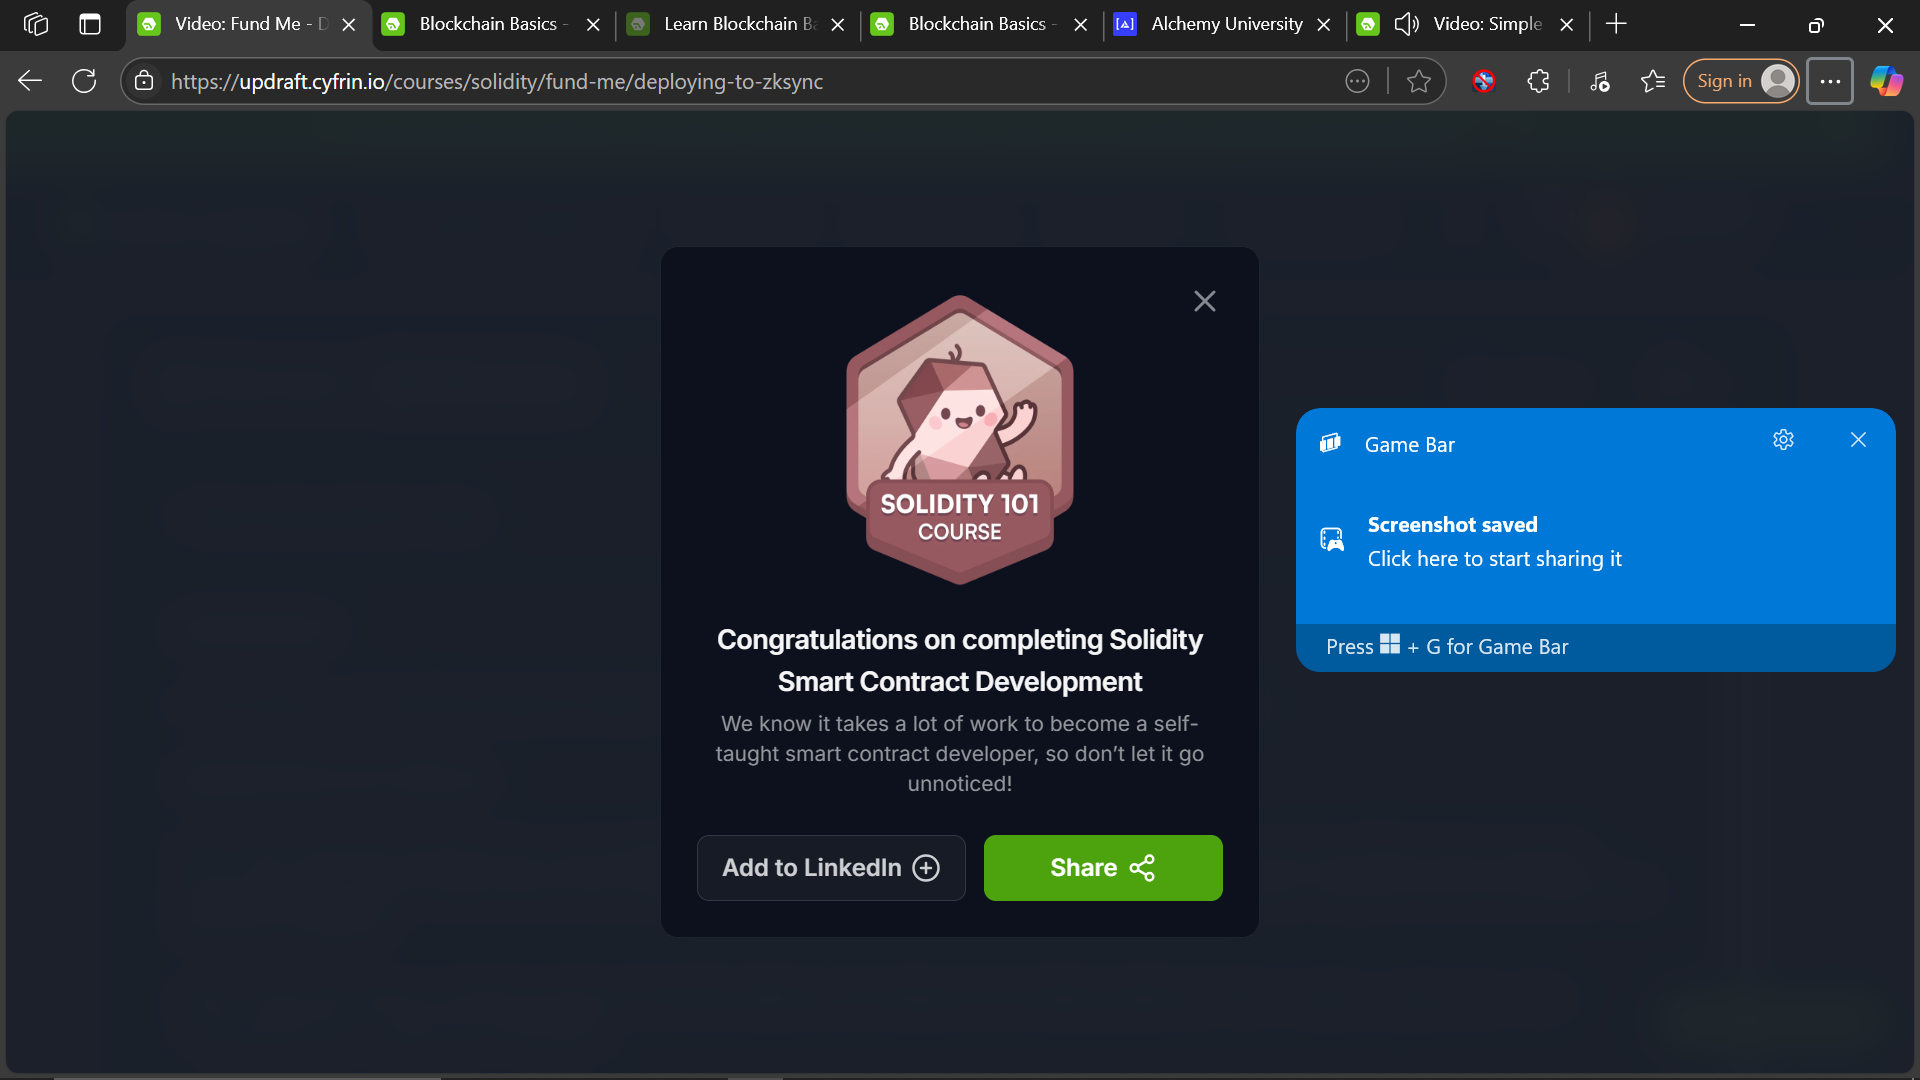 Video: Fund Me - D
Blockchain Basics -
Learn Blockchain Ba
Blockchain Basics -
Alchemy University
Video: Simple
https://updraft.cyfrin.io/courses/solidity/fund-me/deploying-to-zksync
Sign in
SOLIDITY 101
COURSE
Congratulations on completing Solidity
Smart Contract Development
We know it takes a lot of work to become a self-
taught smart contract developer, so don’t let it go
unnoticed!
Add to LinkedIn
Share
Game Bar
Screenshot saved
Click here to start sharing it
Press + G for Game Bar